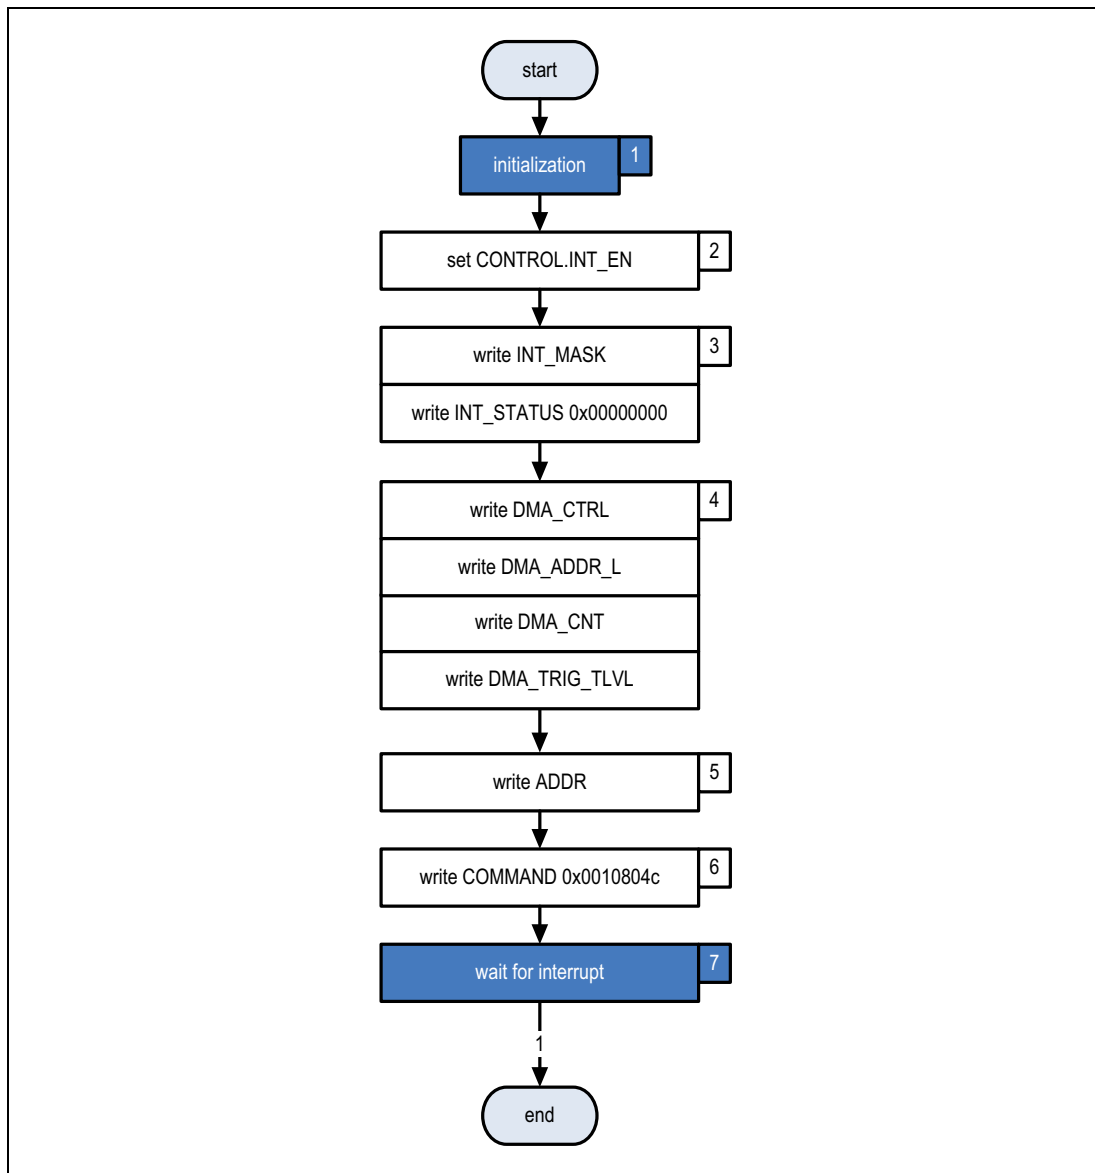 start
initialization
1
set CONTROL.INT_EN
2
write INT_MASK
3
write INT_STATUS 0x00000000
write DMA_CTRL
4
write DMA_ADDR_L
write DMA_CNT
write DMA_TRIG_TLVL
write ADDR
5
write COMMAND 0x0010804c
6
wait for interrupt
7
1
end